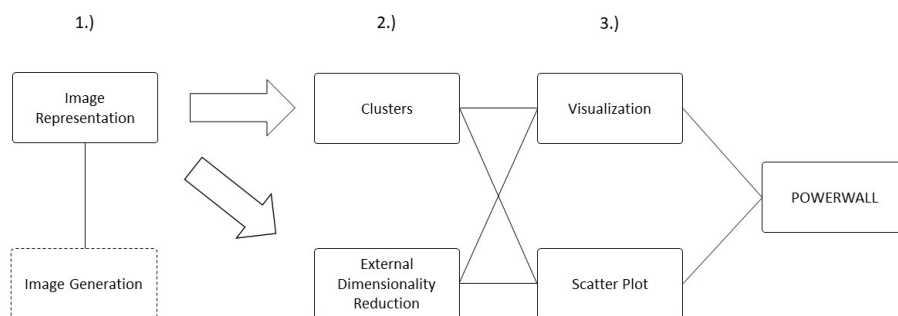 1.)
2.)
3.)
Image
Representation
Clusters
Visualization
POWERWALL
Image Generation
External
Dimensionality
Reduction
Scatter Plot